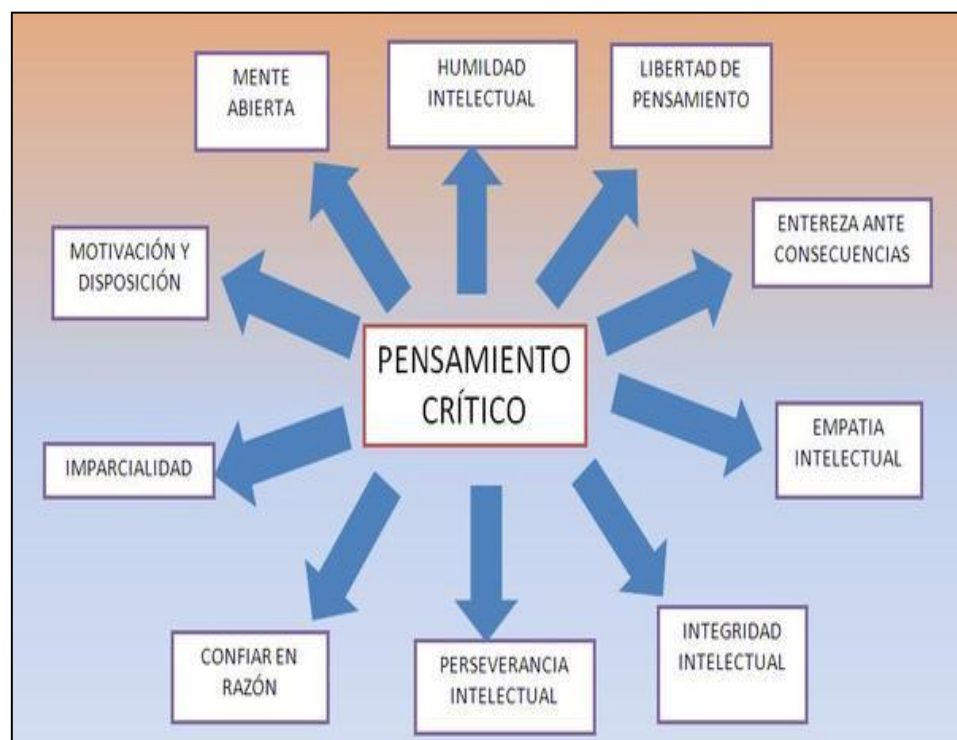 MENTE
ABIERTA
HUMILDAD
INTELECTUAL
LIBERTAD DE
PENSAMIENTO
MOTIVACIÓN Y
DISPOSICIÓN
ENTEREZA ANTE
CONSECUENCIAS
PENSAMIENTO
CRÍTICO
IMPARCIALIDAD
EMPATIA
INTELECTUAL
CONFIAR EN
RAZÓN
PERSEVERANCIA
INTELECTUAL
INTEGRIDAD
INTELECTUAL